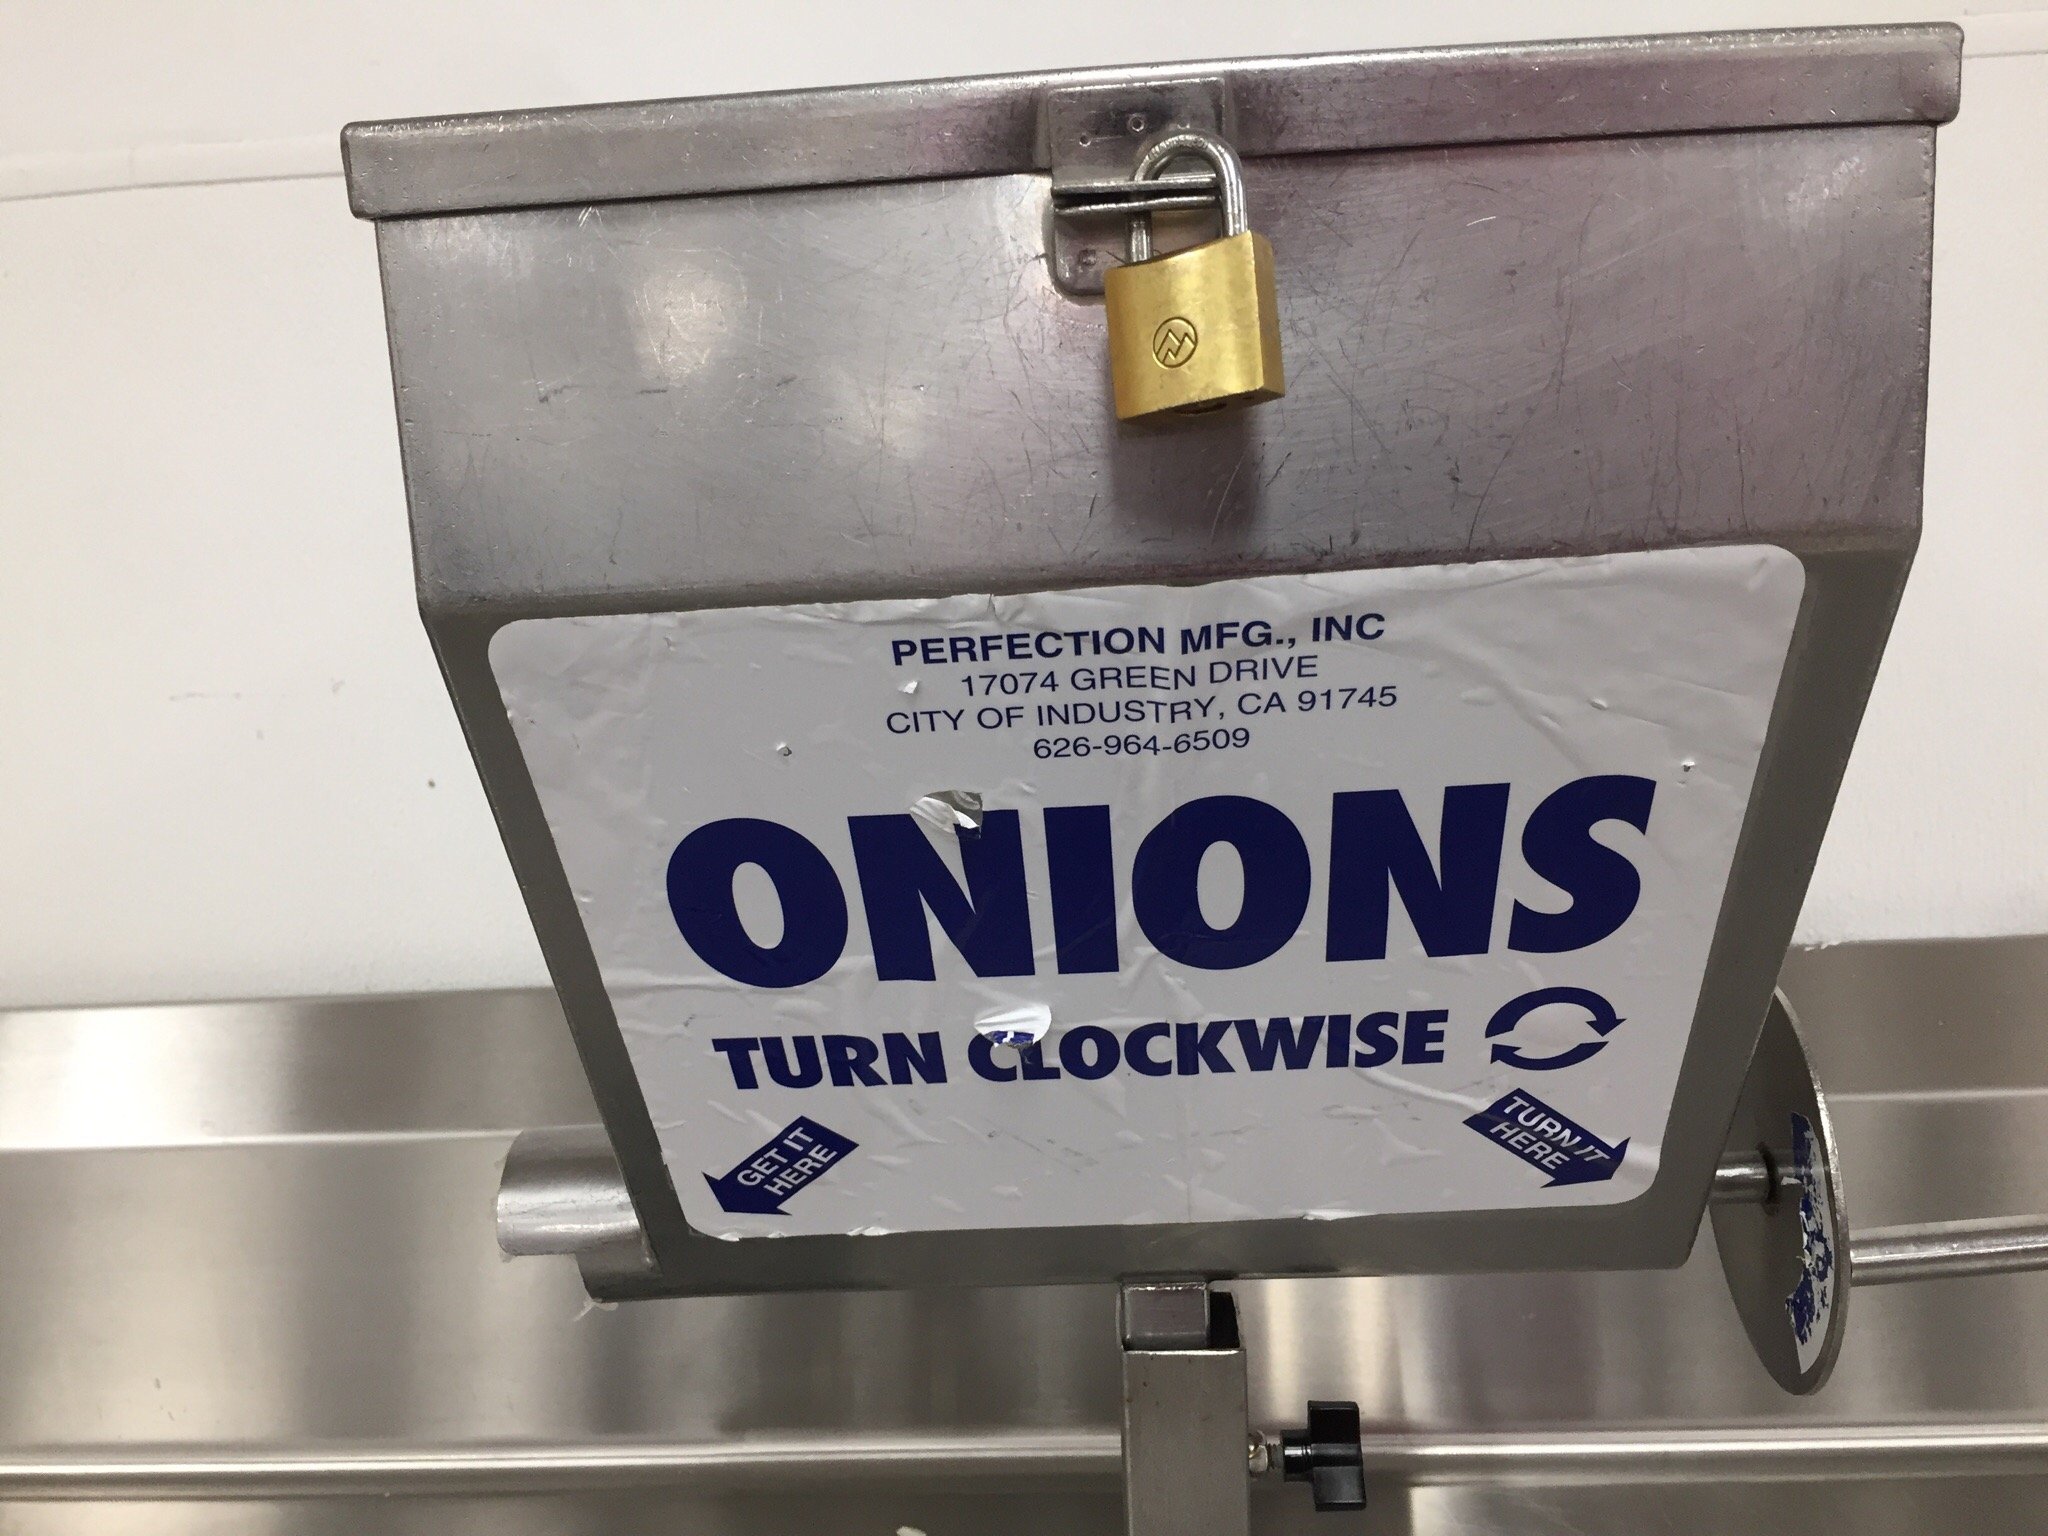 PERFECTION MFG., INC
17074 GREEN DRIVE
CITY OF INDUSTRY, CA 91745
626-964-6509
ONIONS
TURN CLOCKWISE
GET IT
HERE
TURN IT
HERE